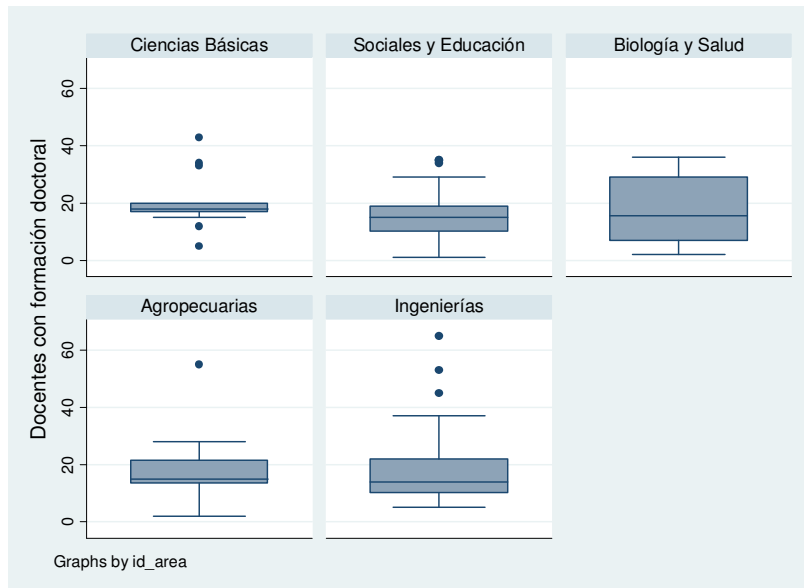 Docentes con formación doctoral
Ciencias Básicas
Sociales y Educación
Biología y Salud
60
40
20
0
Agropecuarias
Ingenierías
60
40
20
0
Graphs by id_area